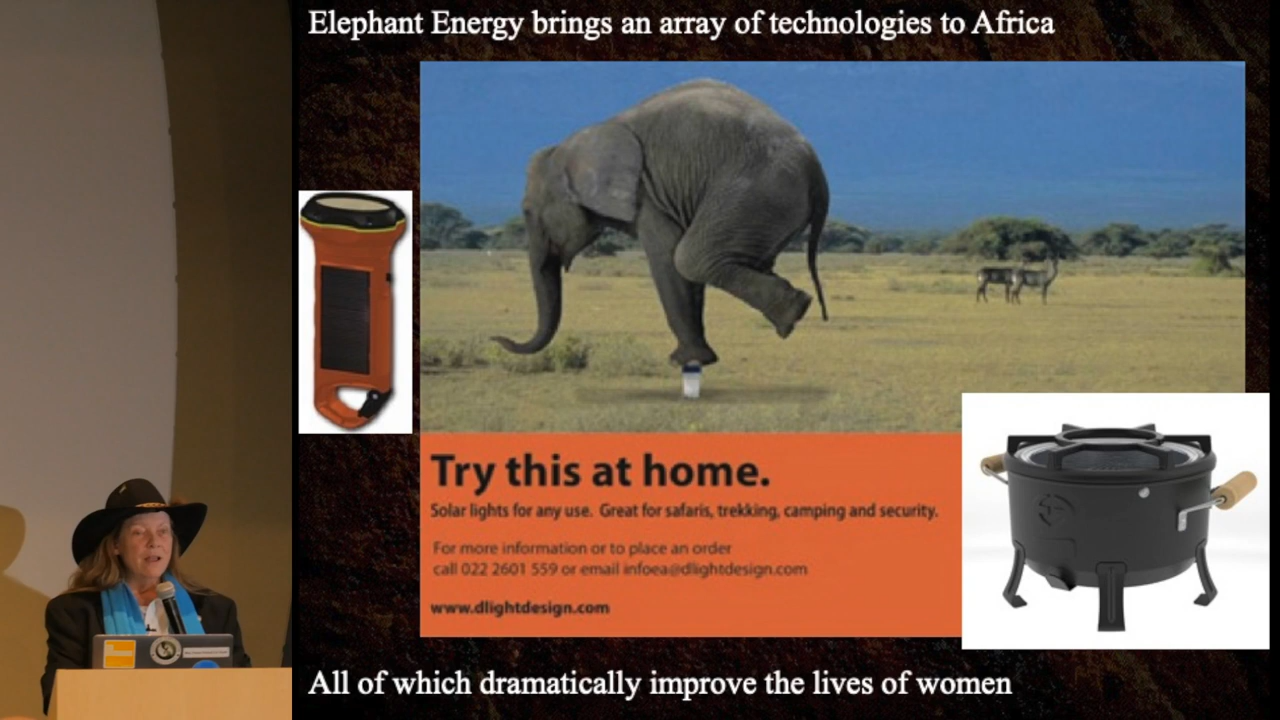 Elephant Energy brings an array of technologies to Africa
Try this at home.
Solar lights for any use. Great for safaris, trekking, camping and security.
For more information or to place an order
call 022 2601 559 or email infoea@dlightdesign.com
www.dlightdesign.com
All of which dramatically improve the lives of women